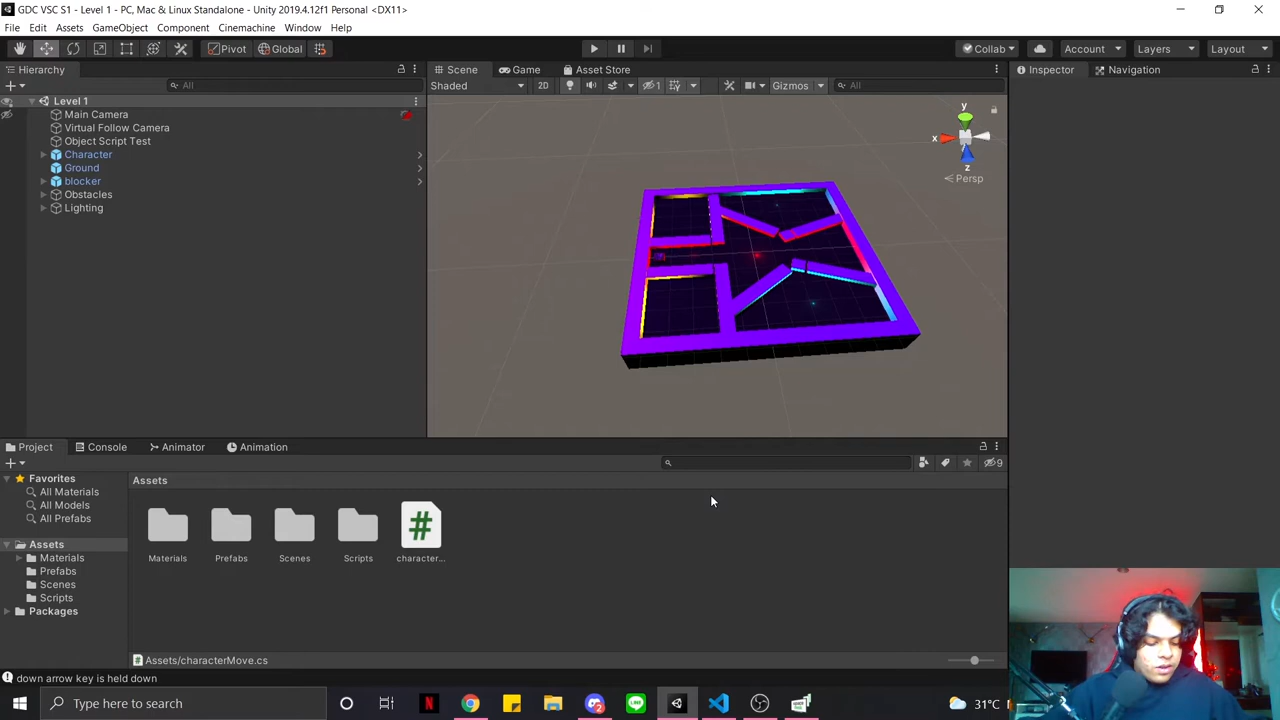 GDC VSC S1 - Level 1 - PC, Mac & Linux Standalone - Unity 2019.4.12f1 Personal <DX11>
File Edit Assets GameObject Component Cinemachine Window Help
Pivot Global Collab Account Layers Layout
Hierarchy Scene Game Asset Store Inspector Navigation
All Shaded 2D 1 Gizmos All
Level 1
Main Camera
Virtual Follow Camera
Object Script Test
Character
Ground
blocker
Obstacles
Lighting
y
x
z
Persp
Project Console Animator Animation
9
Favorites
All Materials
All Models
All Prefabs
Assets
Materials
Prefabs
Scenes
Scripts
Packages
Assets
#
Materials Prefabs Scenes Scripts character...
Assets/characterMove.cs
down arrow key is held down
Type here to search
N
LINE
31°C